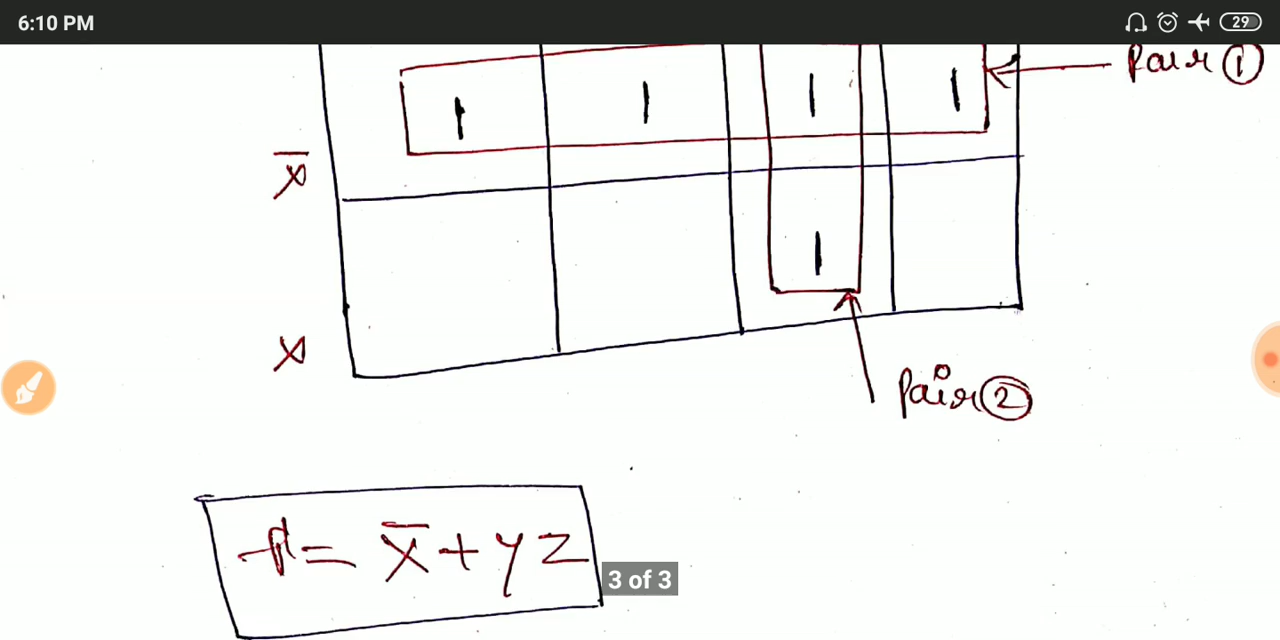 6:10 PM
29
Pair ①
1 1 1 1
x̅
1
x
Pair ②
f = x̅ + yz
3 of 3